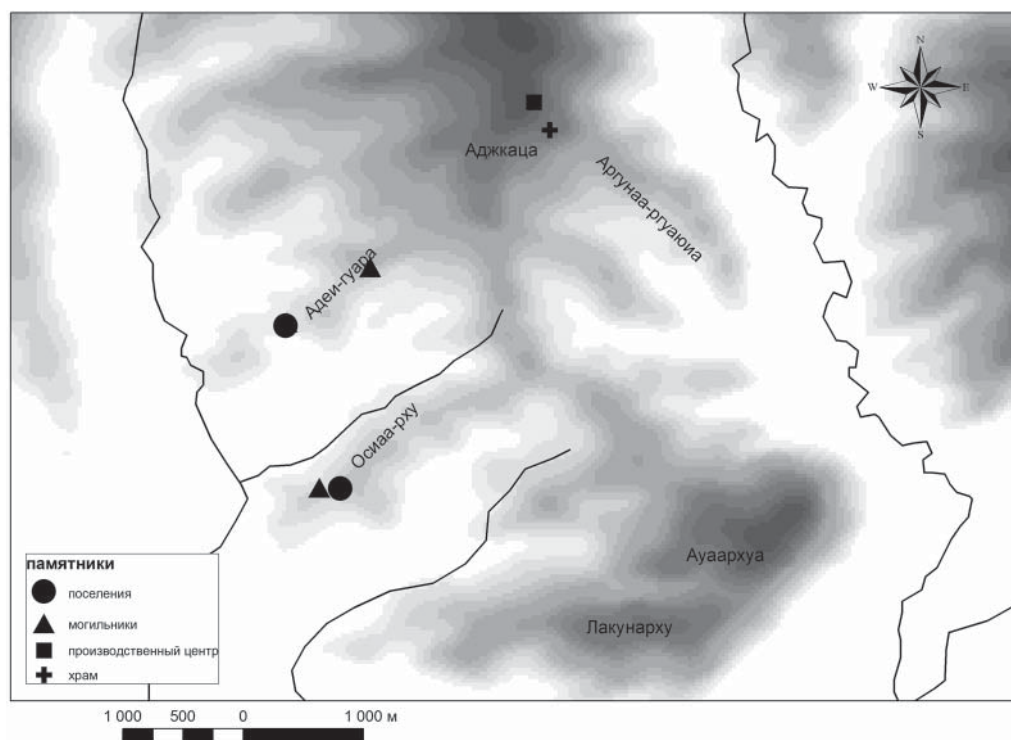 N
W E
S
Аджкаца
Аргунаа-ргуаюиа
Адеи-гуара
Осиаа-рху
Ауаархуа
Лакунарху
памятники
поселения
могильники
производственный центр
храм
1 000 500 0 1 000 м